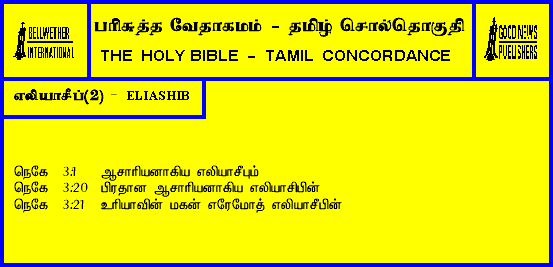 BELLWETHER
INTERNATIONAL
பரிசுத்த வேதாகமம் - தமிழ் சொல்தொகுதி
THE HOLY BIBLE - TAMIL CONCORDANCE
GOOD NEWS
PUBLISHERS
எலியாசீப்(2) - ELIASHIB
நெகே 3:1 ஆசாரியனாகிய எலியாசீபும்
நெகே 3:20 பிரதான ஆசாரியனாகிய எலியாசிபின்
நெகே 3:21 உரியாவின் மகன் எரேமோத் எலியாசீபின்